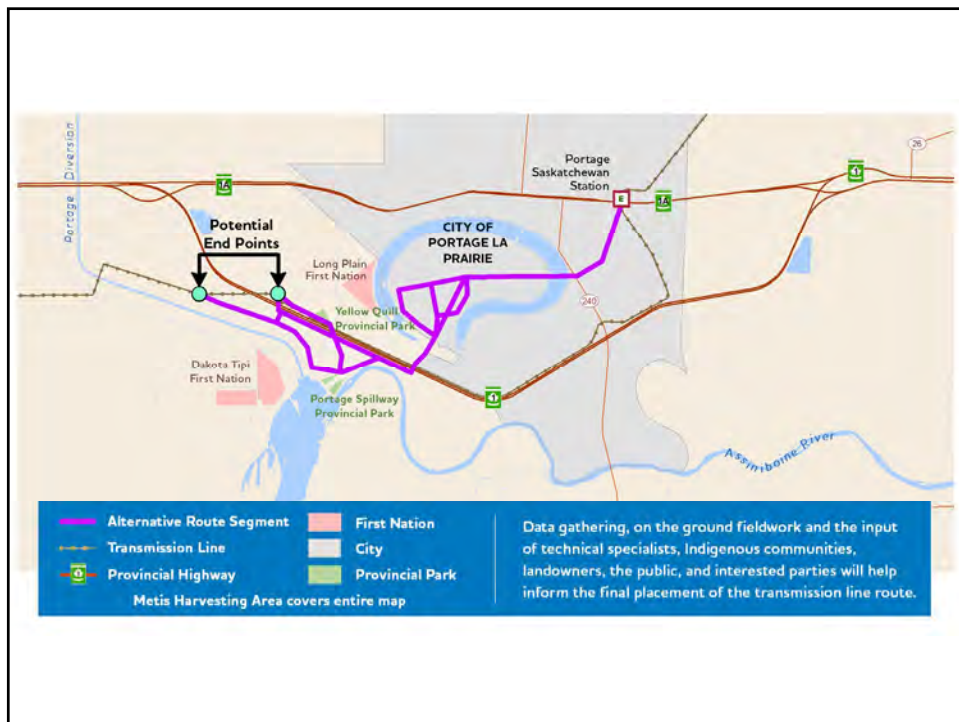 26
Portage
Saskatchewan
Station
1
1A
E
1A
Portage Diversion
Potential
End Points
CITY OF
PORTAGE LA
PRAIRIE
Long Plain
First Nation
240
Yellow Quill
Provincial Park
Dakota Tipi
First Nation
Portage Spillway
Provincial Park
1
Assiniboine River
Alternative Route Segment
Transmission Line
1
Provincial Highway
First Nation
City
Provincial Park
Metis Harvesting Area covers entire map
Data gathering, on the ground fieldwork and the input
of technical specialists, Indigenous communities,
landowners, the public, and interested parties will help
inform the final placement of the transmission line route.